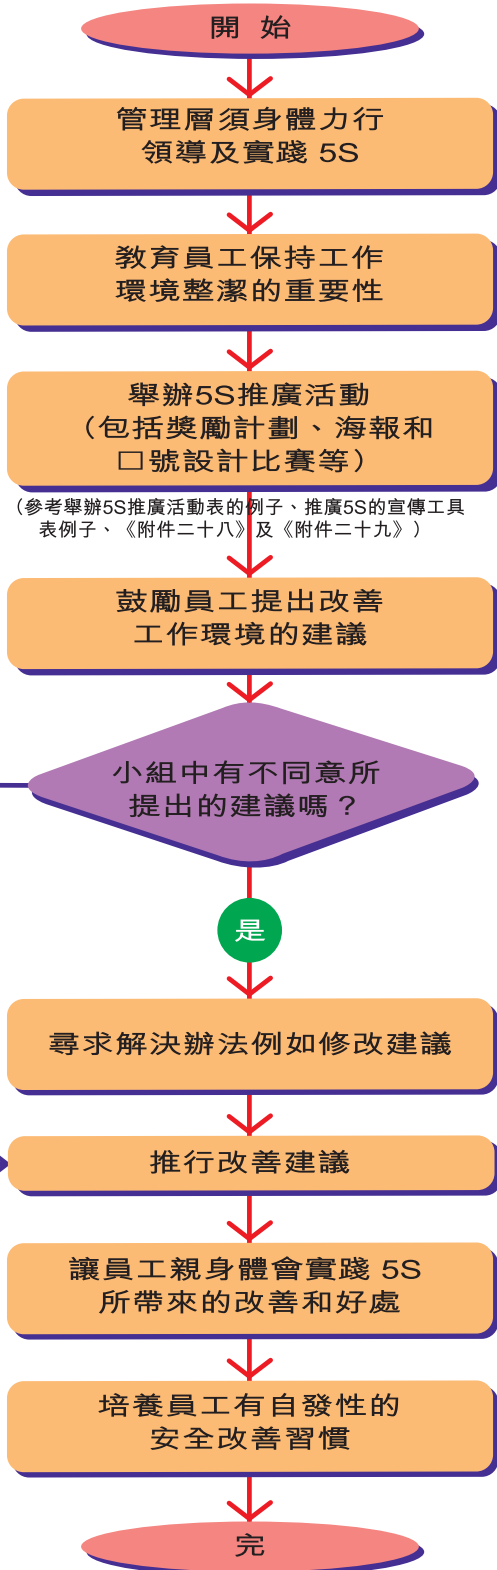 開 始
管理層須身體力行
領導及實踐 5S
教育員工保持工作
環境整潔的重要性
舉辦5S推廣活動
（包括獎勵計劃、海報和
口號設計比賽等）
（參考舉辦5S推廣活動表的例子、推廣5S的宣傳工具
表例子、《附件二十八》及《附件二十九》）
鼓勵員工提出改善
工作環境的建議
小組中有不同意所
提出的建議嗎？
是
尋求解決辦法例如修改建議
推行改善建議
讓員工親身體會實踐 5S
所帶來的改善和好處
培養員工有自發性的
安全改善習慣
完